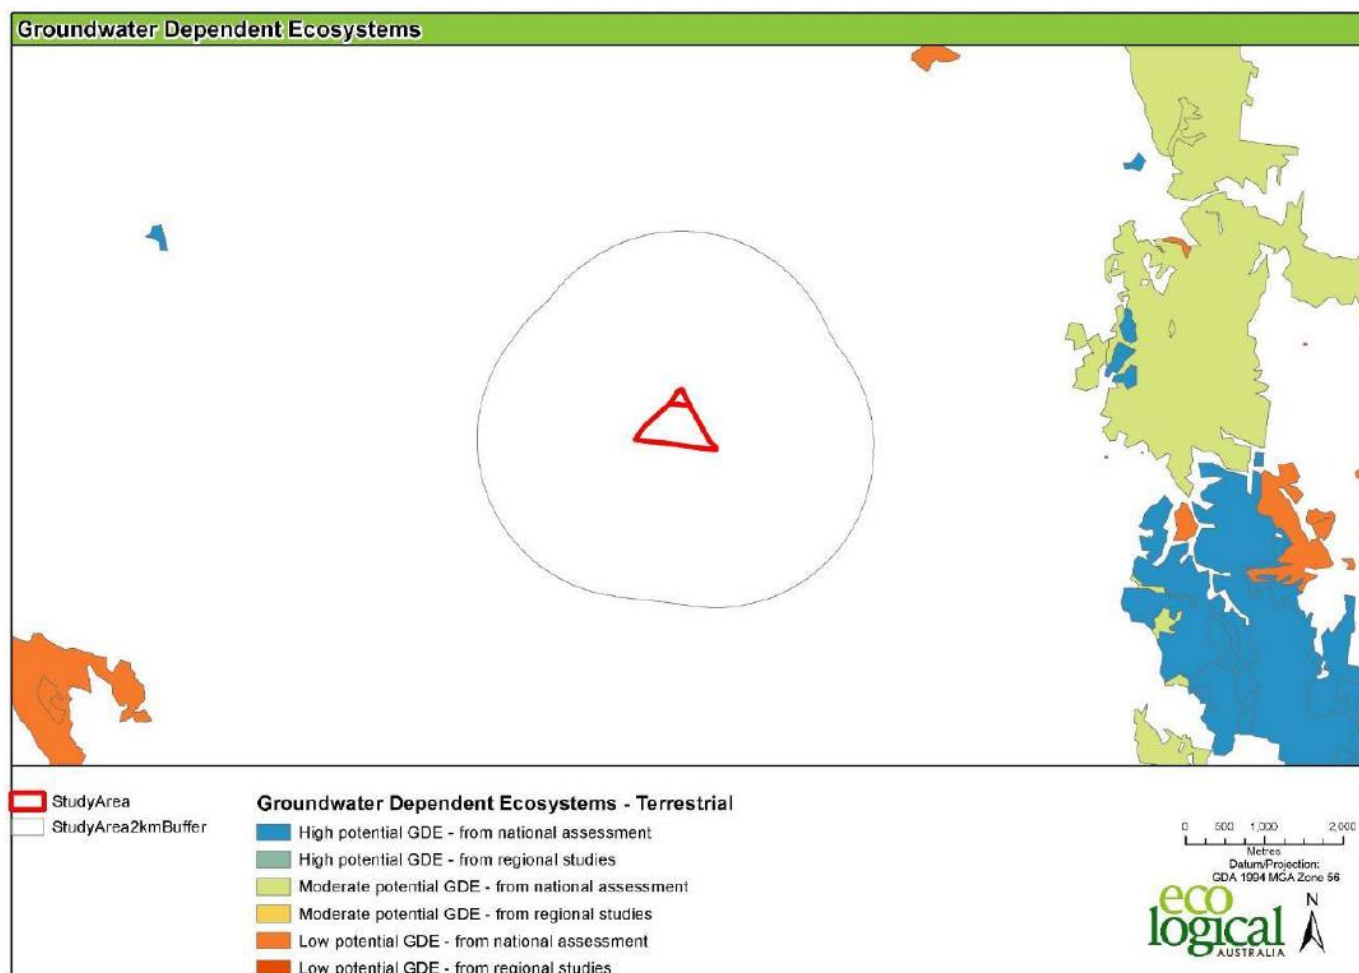 Groundwater Dependent Ecosystems
StudyArea
StudyArea2kmBuffer
Groundwater Dependent Ecosystems - Terrestrial
High potential GDE - from national assessment
High potential GDE - from regional studies
Moderate potential GDE - from national assessment
Moderate potential GDE - from regional studies
Low potential GDE - from national assessment
Low potential GDE - from regional studies
0 500 1,000 2,000
Metres
Datum/Projection:
GDA 1994 MGA Zone 56
eco
logical
AUSTRALIA
N